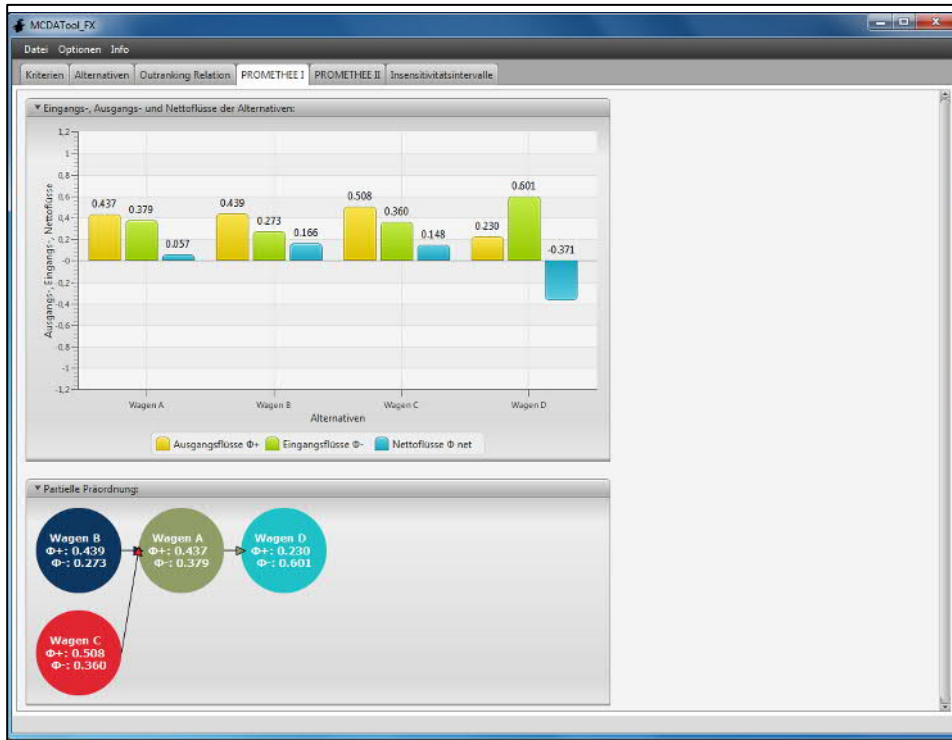 MCDATool_FX
Datei Optionen Info
Kriterien Alternativen Outranking Relation PROMETHEE I PROMETHEE II Insensitivitätsintervalle
Eingangs-, Ausgangs- und Nettoflüsse der Alternativen:
Ausgangs-, Eingangs-, Nettoflüsse
1,2
1
0,8
0,6
0,4
0,2
-0
-0,2
-0,4
-0,6
-0,8
-1
-1,2
0.437 0.379 0.057
0.439 0.273 0.166
0.508 0.360 0.148
0.230 0.601 -0.371
Wagen A Wagen B Wagen C Wagen D
Alternativen
Ausgangsflüsse Φ+ Eingangsflüsse Φ- Nettoflüsse Φ net
Partielle Präordnung:
Wagen B
Φ+: 0.439
Φ-: 0.273
Wagen A
Φ+: 0.437
Φ-: 0.379
Wagen D
Φ+: 0.230
Φ-: 0.601
Wagen C
Φ+: 0.508
Φ-: 0.360